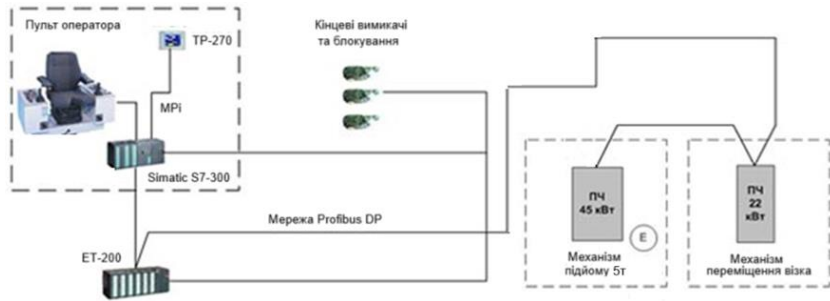 Пульт оператора
TP-270
MPi
Simatic S7-300
Кінцеві вимикачі
та блокування
Мережа Profibus DP
ET-200
ПЧ
45 кВт
E
Механізм
підйому 5т
ПЧ
22
кВт
Механізм
переміщення візка